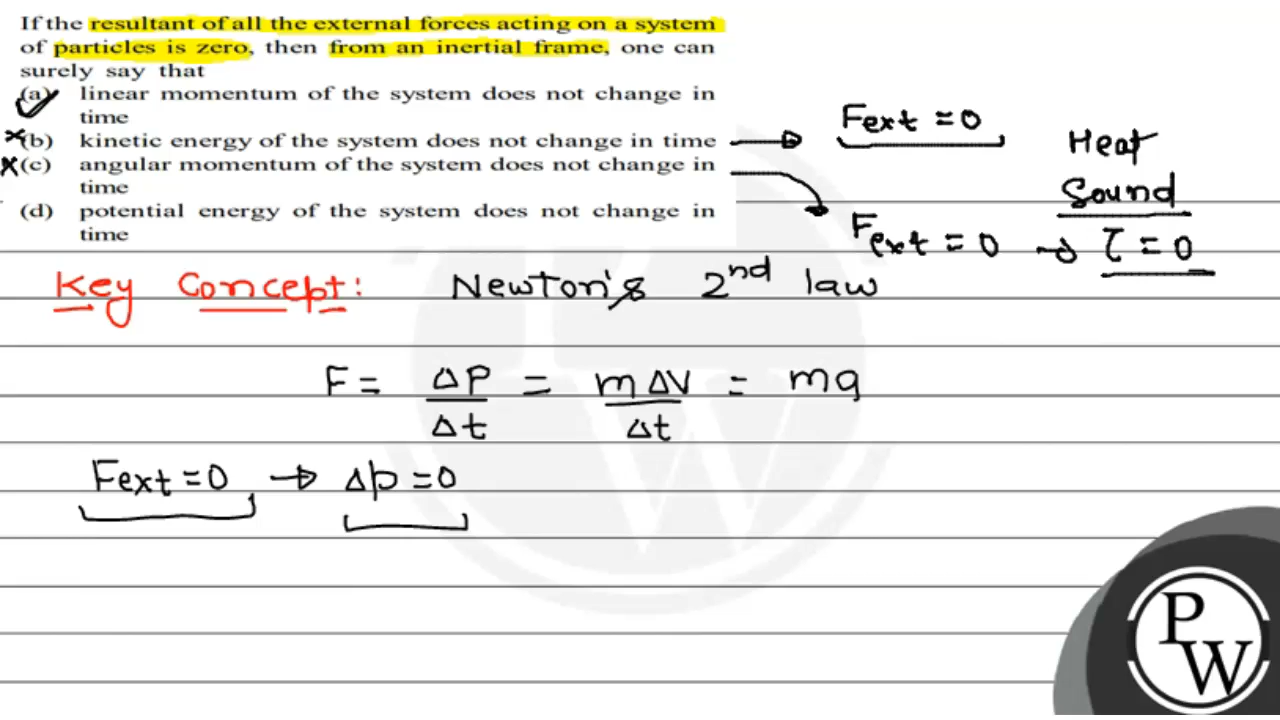 If the resultant of all the external forces acting on a system
of particles is zero, then from an inertial frame, one can
surely say that
(a) linear momentum of the system does not change in
time
(b) kinetic energy of the system does not change in time
(c) angular momentum of the system does not change in
time
(d) potential energy of the system does not change in
time
Fext = 0
Heat
Sound
Fext = 0 → τ = 0
Key Concept: Newton's 2nd law
F = ΔP/Δt = mΔV/Δt = ma
Fext = 0 → Δp = 0
PW